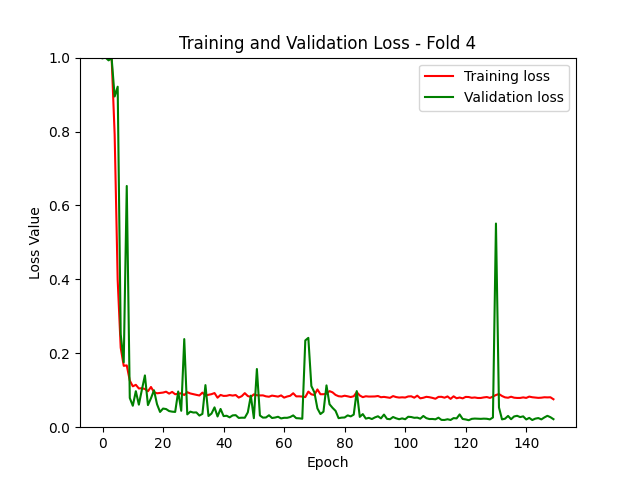 Training and Validation Loss - Fold 4
Training loss
Validation loss
Loss Value
1.0
0.8
0.6
0.4
0.2
0.0
0 20 40 60 80 100 120 140
Epoch